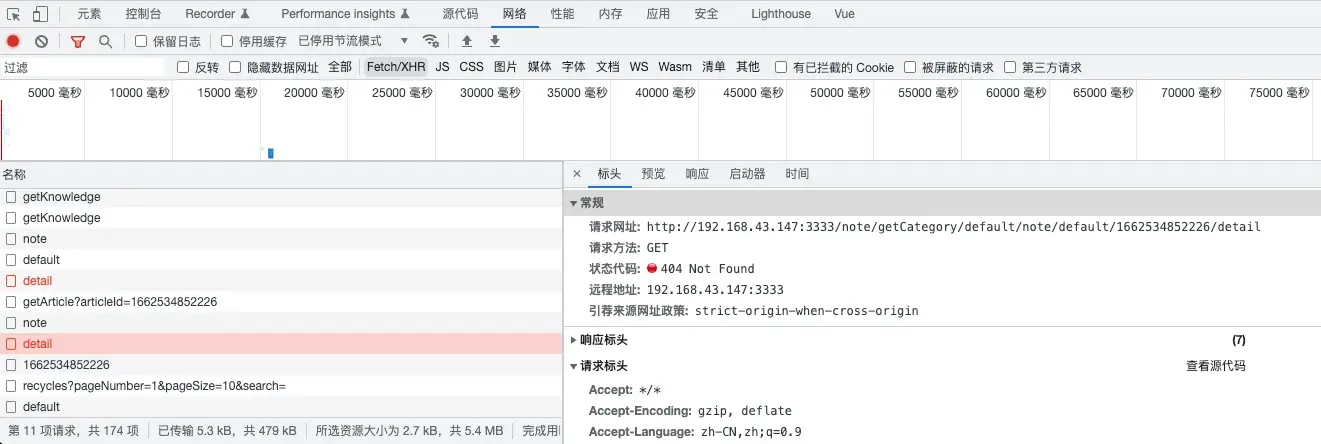 元素 控制台 Recorder Performance insights 源代码 网络 性能 内存 应用 安全 Lighthouse Vue
保留日志 停用缓存 已停用节流模式
过滤 反转 隐藏数据网址 全部 Fetch/XHR JS CSS 图片 媒体 字体 文档 WS Wasm 清单 其他 有已拦截的 Cookie 被屏蔽的请求 第三方请求
5000 毫秒 10000 毫秒 15000 毫秒 20000 毫秒 25000 毫秒 30000 毫秒 35000 毫秒 40000 毫秒 45000 毫秒 50000 毫秒 55000 毫秒 60000 毫秒 65000 毫秒 70000 毫秒 75000 毫秒
名称
getKnowledge
getKnowledge
note
default
detail
getArticle?articleId=1662534852226
note
detail
1662534852226
recycles?pageNumber=1&pageSize=10&search=
default
第 11 项请求，共 174 项 已传输 5.3 kB，共 479 kB 所选资源大小为 2.7 kB，共 5.4 MB 完成用
× 标头 预览 响应 启动器 时间
常规
请求网址: http://192.168.43.147:3333/note/getCategory/default/note/default/1662534852226/detail
请求方法: GET
状态代码: 404 Not Found
远程地址: 192.168.43.147:3333
引荐来源网址政策: strict-origin-when-cross-origin
响应标头 (7)
请求标头 查看源代码
Accept: */*
Accept-Encoding: gzip, deflate
Accept-Language: zh-CN,zh;q=0.9